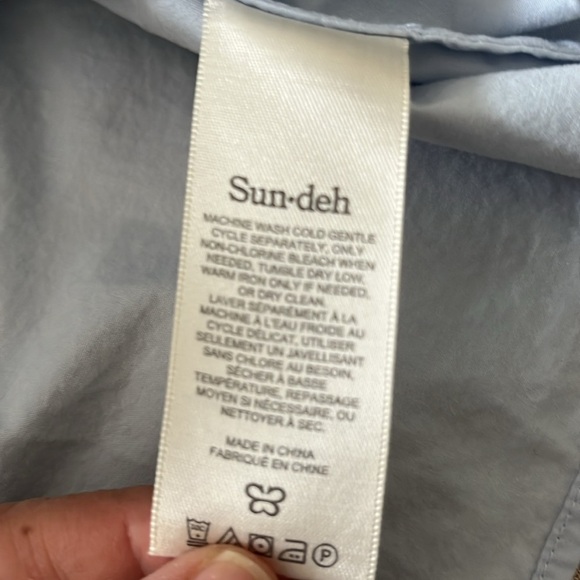 Sun·deh
MACHINE WASH COLD GENTLE
CYCLE SEPARATELY, ONLY
NON-CHLORINE BLEACH WHEN
NEEDED, TUMBLE DRY LOW,
WARM IRON ONLY IF NEEDED,
OR DRY CLEAN.
LAVER SÉPARÉMENT À LA
MACHINE À L'EAU FROIDE AU
CYCLE DÉLICAT, UTILISER
SEULEMENT UN JAVELLISANT
SANS CHLORE AU BESOIN,
SÉCHER À BASSE
TEMPÉRATURE, REPASSAGE
MOYEN SI NÉCESSAIRE, OU
NETTOYER À SEC.
MADE IN CHINA
FABRIQUÉ EN CHINE
P